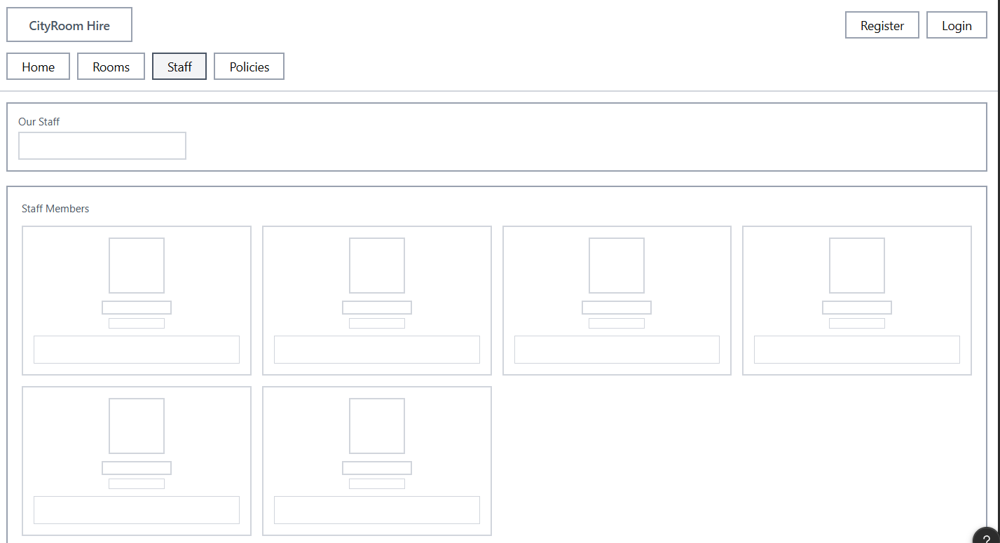 CityRoom Hire
Register
Login
Home
Rooms
Staff
Policies
Our Staff
Staff Members
?